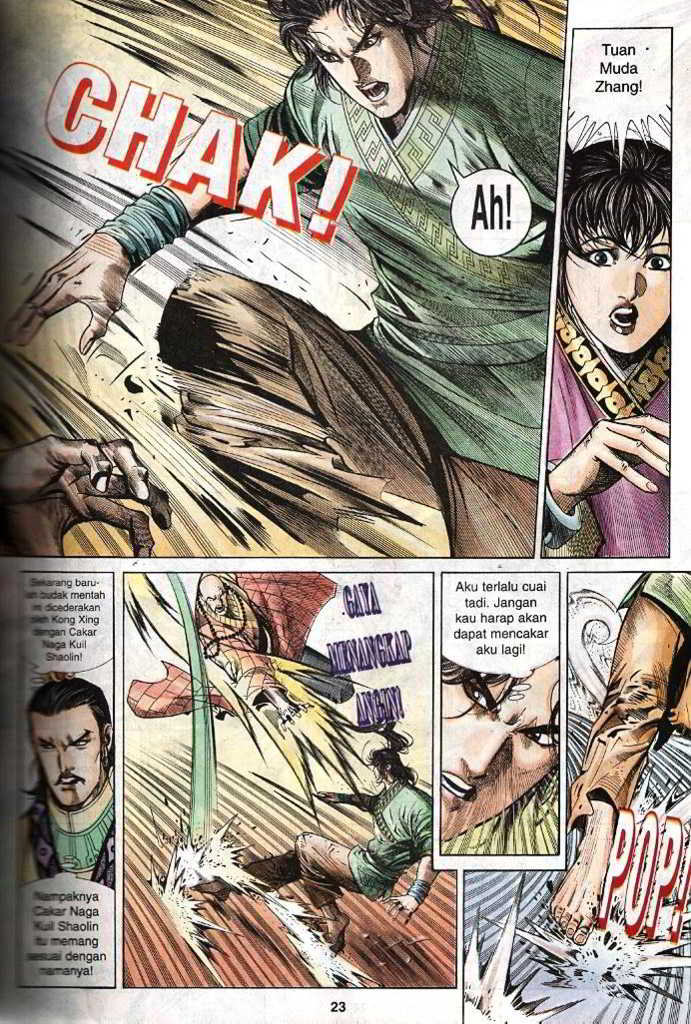 CHAK!
Ah!
Tuan
Muda
Zhang!
Sekarang baru-
an budak mentah
ini dicederakan
oleh Kong Xing
dengan Cakar
Naga Kuil
Shaolin!
Nampaknya
Cakar Naga
Kuil Shaolin
itu memang
sesuai dengan
namanya!
GAYA
MENANGKAP
ANGIN!
Aku terlalu cuai
tadi. Jangan
kau harap akan
dapat mencakar
aku lagi!
POP!
23